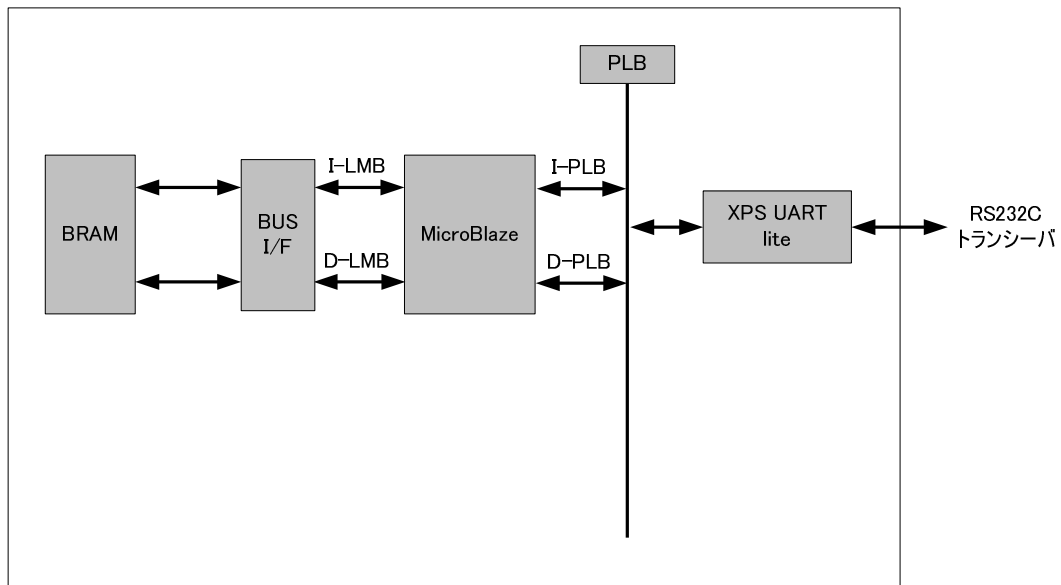 PLB
I-LMB
I-PLB
BRAM
BUS
I/F
MicroBlaze
XPS UART
lite
RS232C
トランシーバ
D-LMB
D-PLB